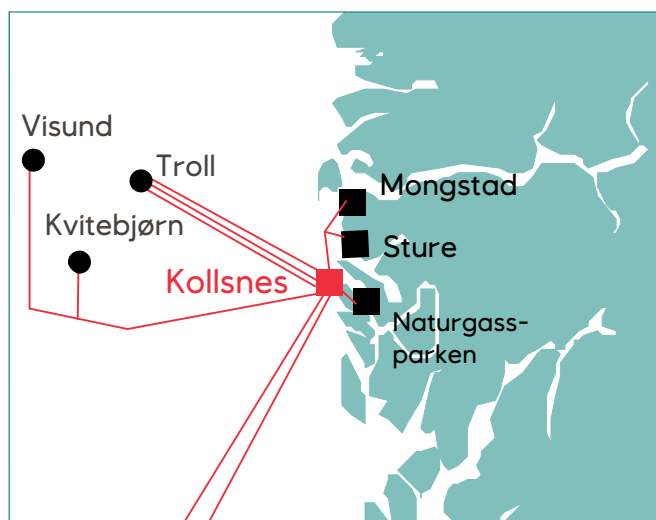 Visund
Troll
Mongstad
Kvitebjørn
Sture
Kollsnes
Naturgass-
parken